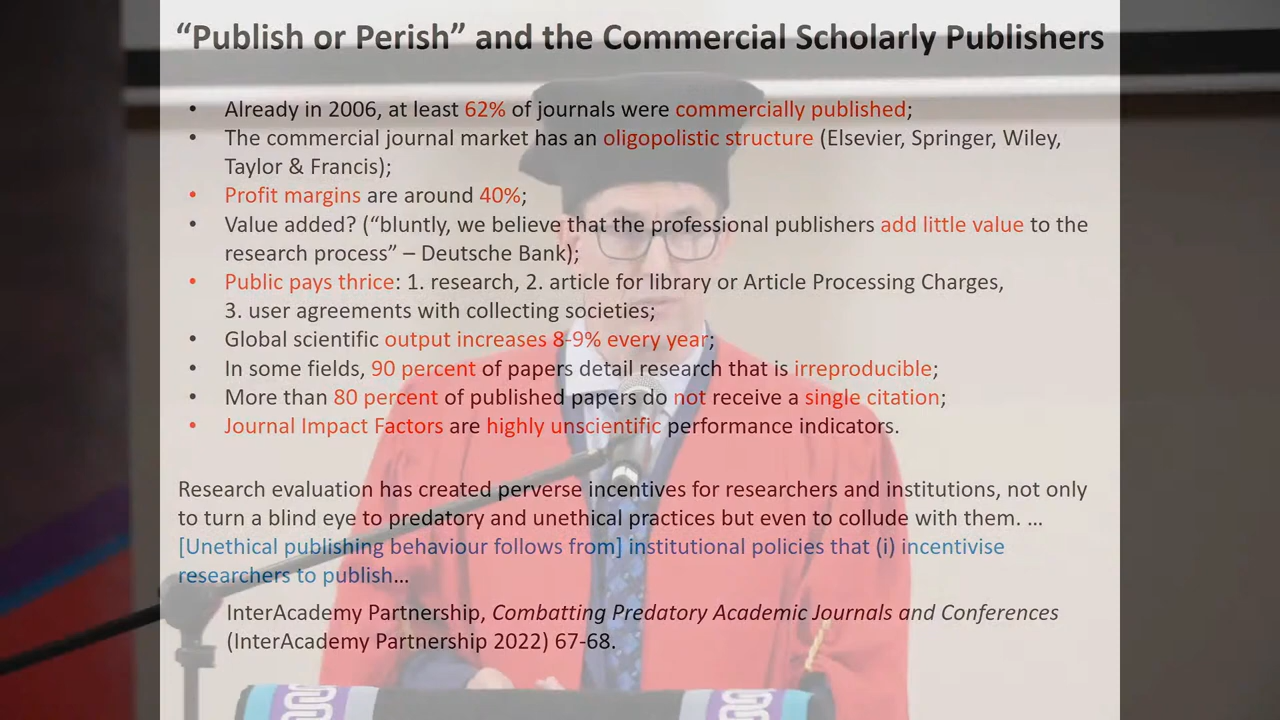 “Publish or Perish” and the Commercial Scholarly Publishers
• Already in 2006, at least 62% of journals were commercially published;
• The commercial journal market has an oligopolistic structure (Elsevier, Springer, Wiley,
Taylor & Francis);
• Profit margins are around 40%;
• Value added? (“bluntly, we believe that the professional publishers add little value to the
research process” – Deutsche Bank);
• Public pays thrice: 1. research, 2. article for library or Article Processing Charges,
3. user agreements with collecting societies;
• Global scientific output increases 8-9% every year;
• In some fields, 90 percent of papers detail research that is irreproducible;
• More than 80 percent of published papers do not receive a single citation;
• Journal Impact Factors are highly unscientific performance indicators.
Research evaluation has created perverse incentives for researchers and institutions, not only
to turn a blind eye to predatory and unethical practices but even to collude with them. …
[Unethical publishing behaviour follows from] institutional policies that (i) incentivise
researchers to publish…
InterAcademy Partnership, Combatting Predatory Academic Journals and Conferences
(InterAcademy Partnership 2022) 67-68.